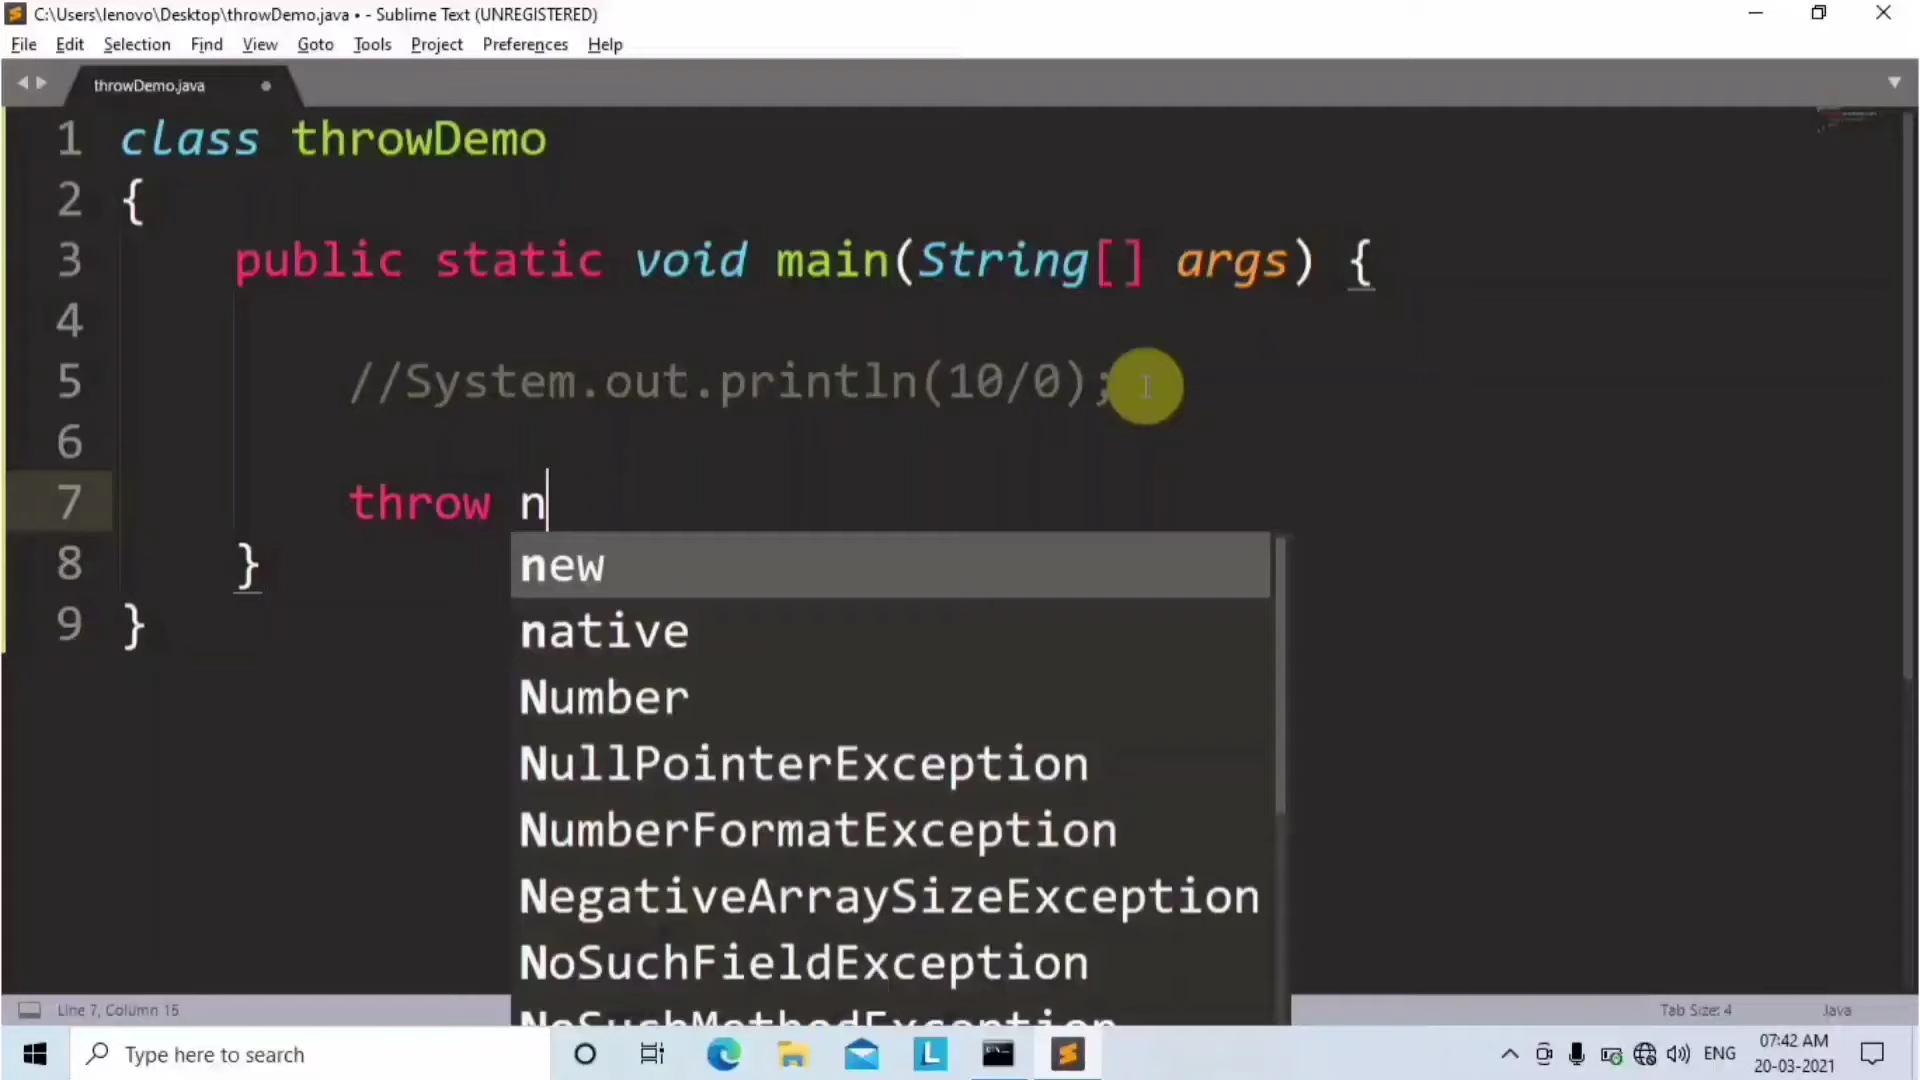 C:\Users\lenovo\Desktop\throwDemo.java • - Sublime Text (UNREGISTERED)
File Edit Selection Find View Goto Tools Project Preferences Help
throwDemo.java
1 class throwDemo
2 {
3 public static void main(String[] args) {
4
5 //System.out.println(10/0);
6
7 throw n
8 }
9 }
new
native
Number
NullPointerException
NumberFormatException
NegativeArraySizeException
NoSuchFieldException
NoSuchMethodException
Line 7, Column 15 Tab Size: 4 Java
Type here to search
ENG
07:42 AM
20-03-2021